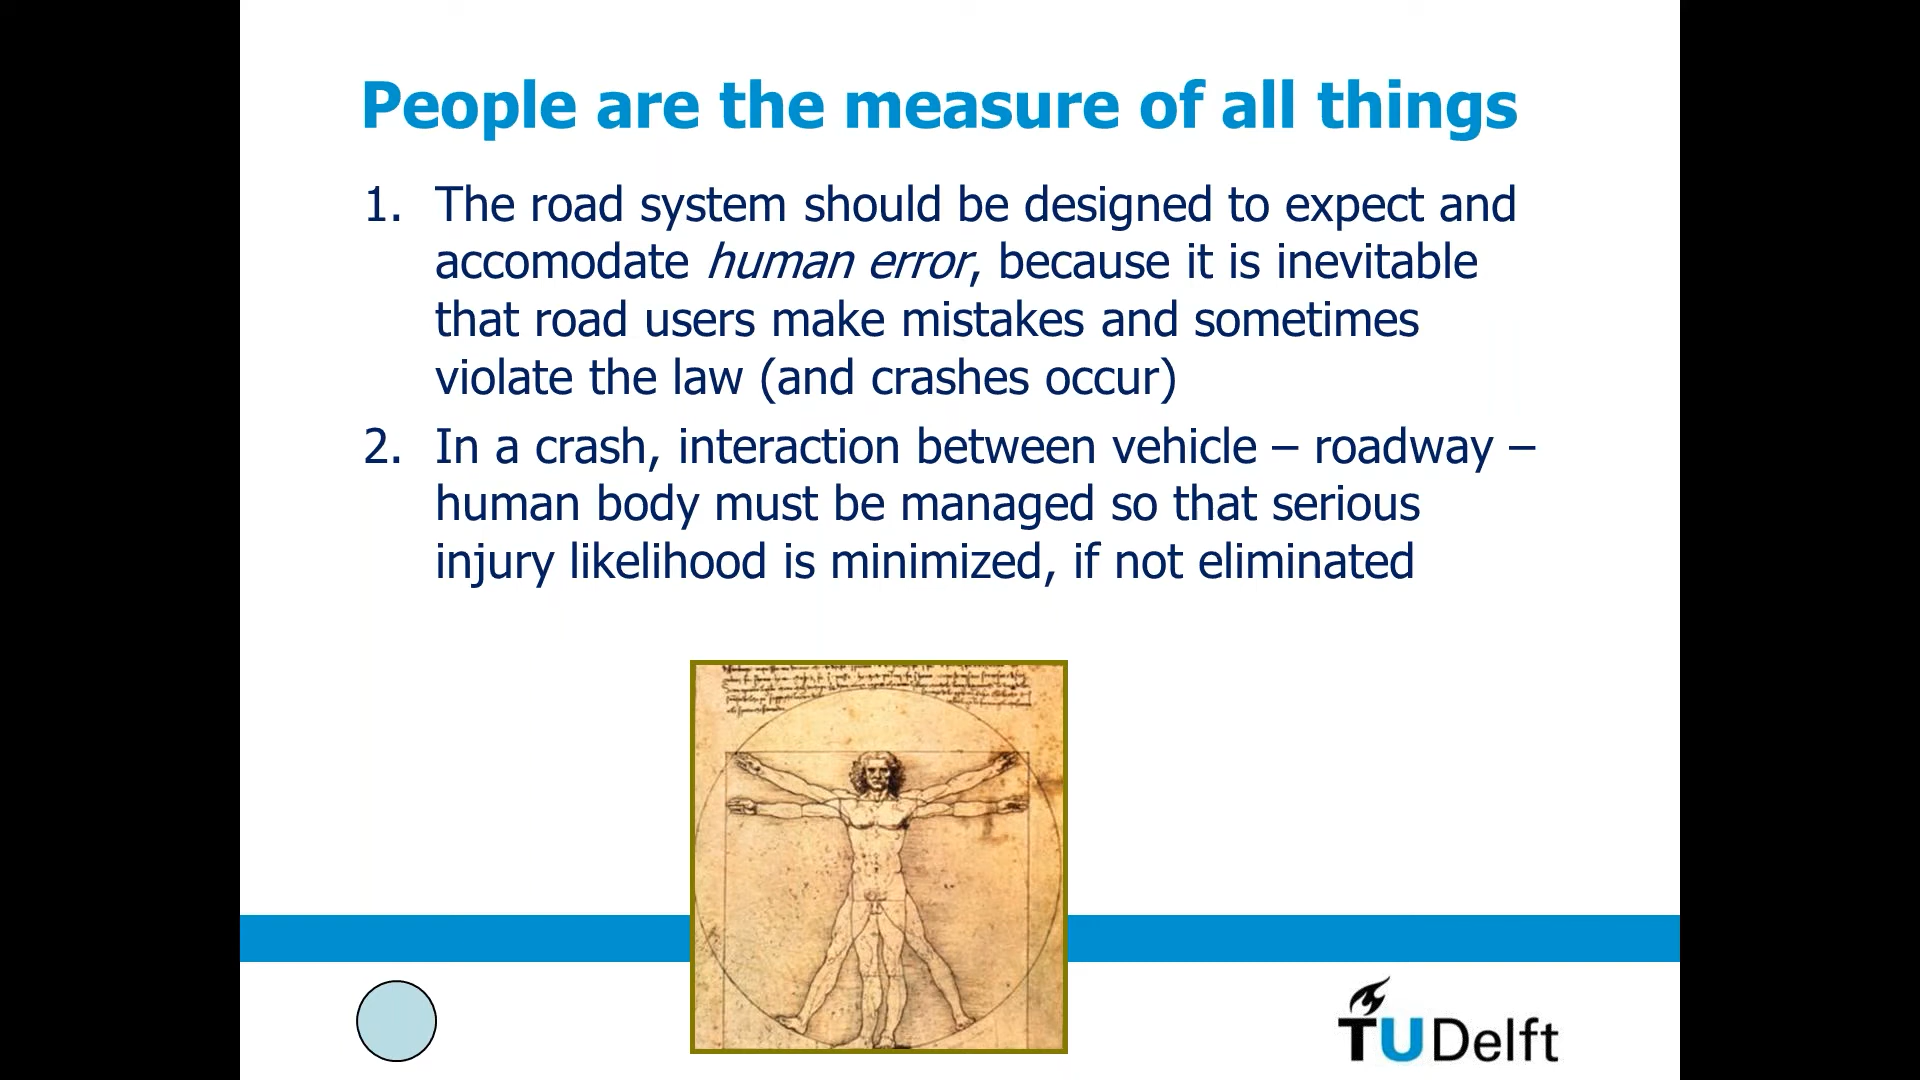 People are the measure of all things
1. The road system should be designed to expect and
accomodate human error, because it is inevitable
that road users make mistakes and sometimes
violate the law (and crashes occur)
2. In a crash, interaction between vehicle – roadway –
human body must be managed so that serious
injury likelihood is minimized, if not eliminated
TU Delft